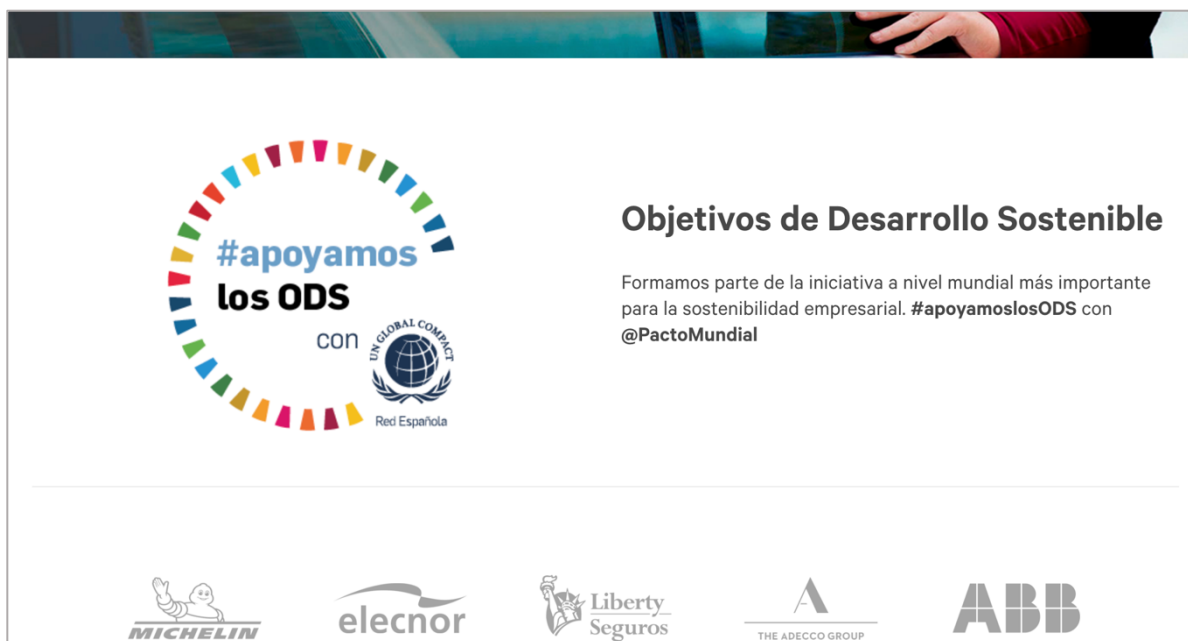 #apoyamos
los ODS
con
UN GLOBAL COMPACT
Red Española
Objetivos de Desarrollo Sostenible
Formamos parte de la iniciativa a nivel mundial más importante
para la sostenibilidad empresarial. #apoyamoslosODS con
@PactoMundial
MICHELIN
elecnor
Liberty
Seguros
A
THE ADECCO GROUP
ABB